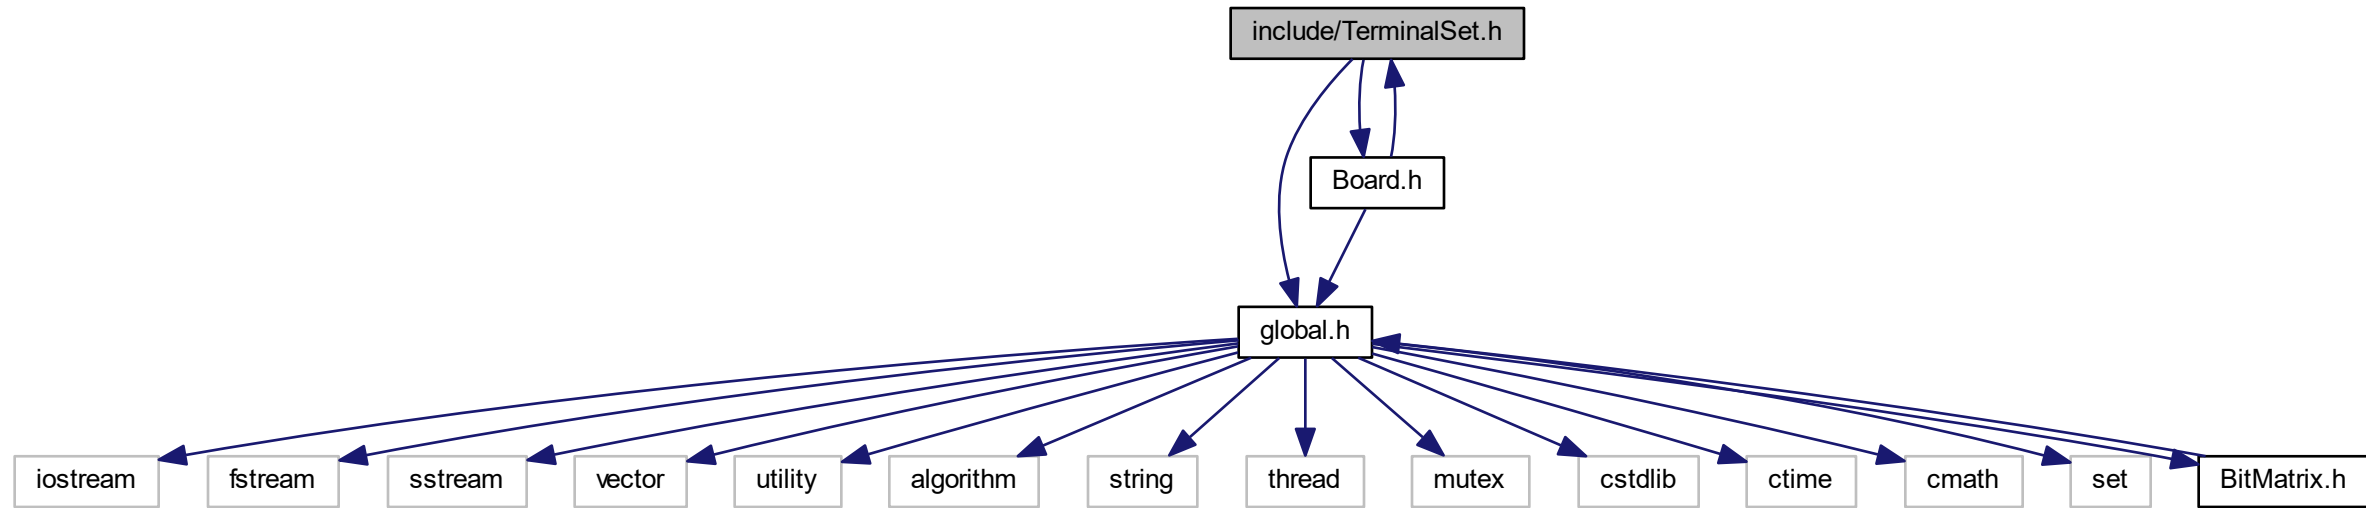 include/TerminalSet.h
Board.h
global.h
iostream
fstream
sstream
vector
utility
algorithm
string
thread
mutex
cstdlib
ctime
cmath
set
BitMatrix.h